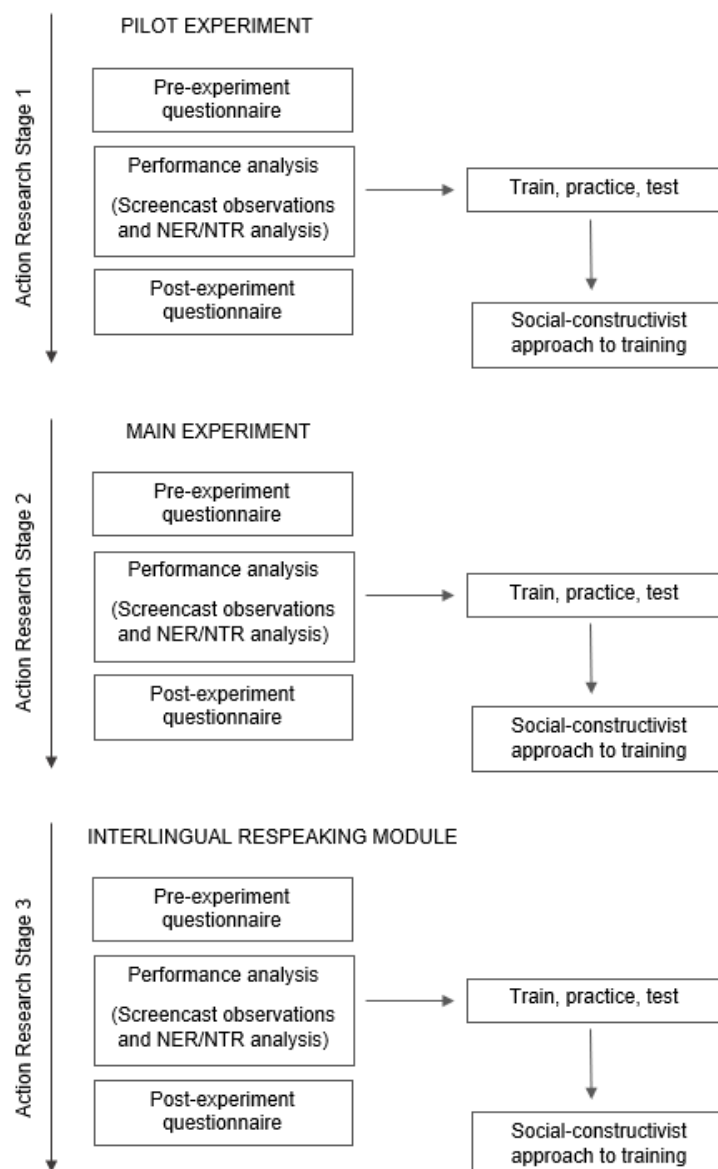 Action Research Stage 1
PILOT EXPERIMENT
Pre-experiment
questionnaire
Performance analysis
(Screencast observations
and NER/NTR analysis)
Post-experiment
questionnaire
Train, practice, test
Social-constructivist
approach to training
Action Research Stage 2
MAIN EXPERIMENT
Pre-experiment
questionnaire
Performance analysis
(Screencast observations
and NER/NTR analysis)
Post-experiment
questionnaire
Train, practice, test
Social-constructivist
approach to training
Action Research Stage 3
INTERLINGUAL RESPEAKING MODULE
Pre-experiment
questionnaire
Performance analysis
(Screencast observations
and NER/NTR analysis)
Post-experiment
questionnaire
Train, practice, test
Social-constructivist
approach to training